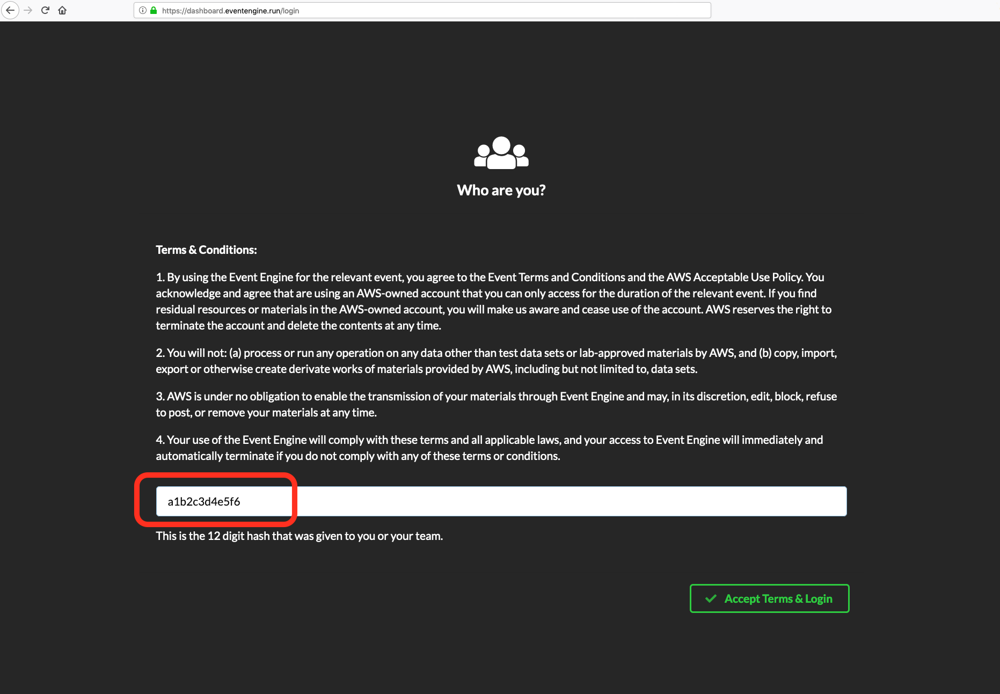 https://dashboard.eventengine.run/login
Who are you?
Terms & Conditions:
1. By using the Event Engine for the relevant event, you agree to the Event Terms and Conditions and the AWS Acceptable Use Policy. You
acknowledge and agree that are using an AWS-owned account that you can only access for the duration of the relevant event. If you find
residual resources or materials in the AWS-owned account, you will make us aware and cease use of the account. AWS reserves the right to
terminate the account and delete the contents at any time.
2. You will not: (a) process or run any operation on any data other than test data sets or lab-approved materials by AWS, and (b) copy, import,
export or otherwise create derivate works of materials provided by AWS, including but not limited to, data sets.
3. AWS is under no obligation to enable the transmission of your materials through Event Engine and may, in its discretion, edit, block, refuse
to post, or remove your materials at any time.
4. Your use of the Event Engine will comply with these terms and all applicable laws, and your access to Event Engine will immediately and
automatically terminate if you do not comply with any of these terms or conditions.
a1b2c3d4e5f6
This is the 12 digit hash that was given to you or your team.
Accept Terms & Login